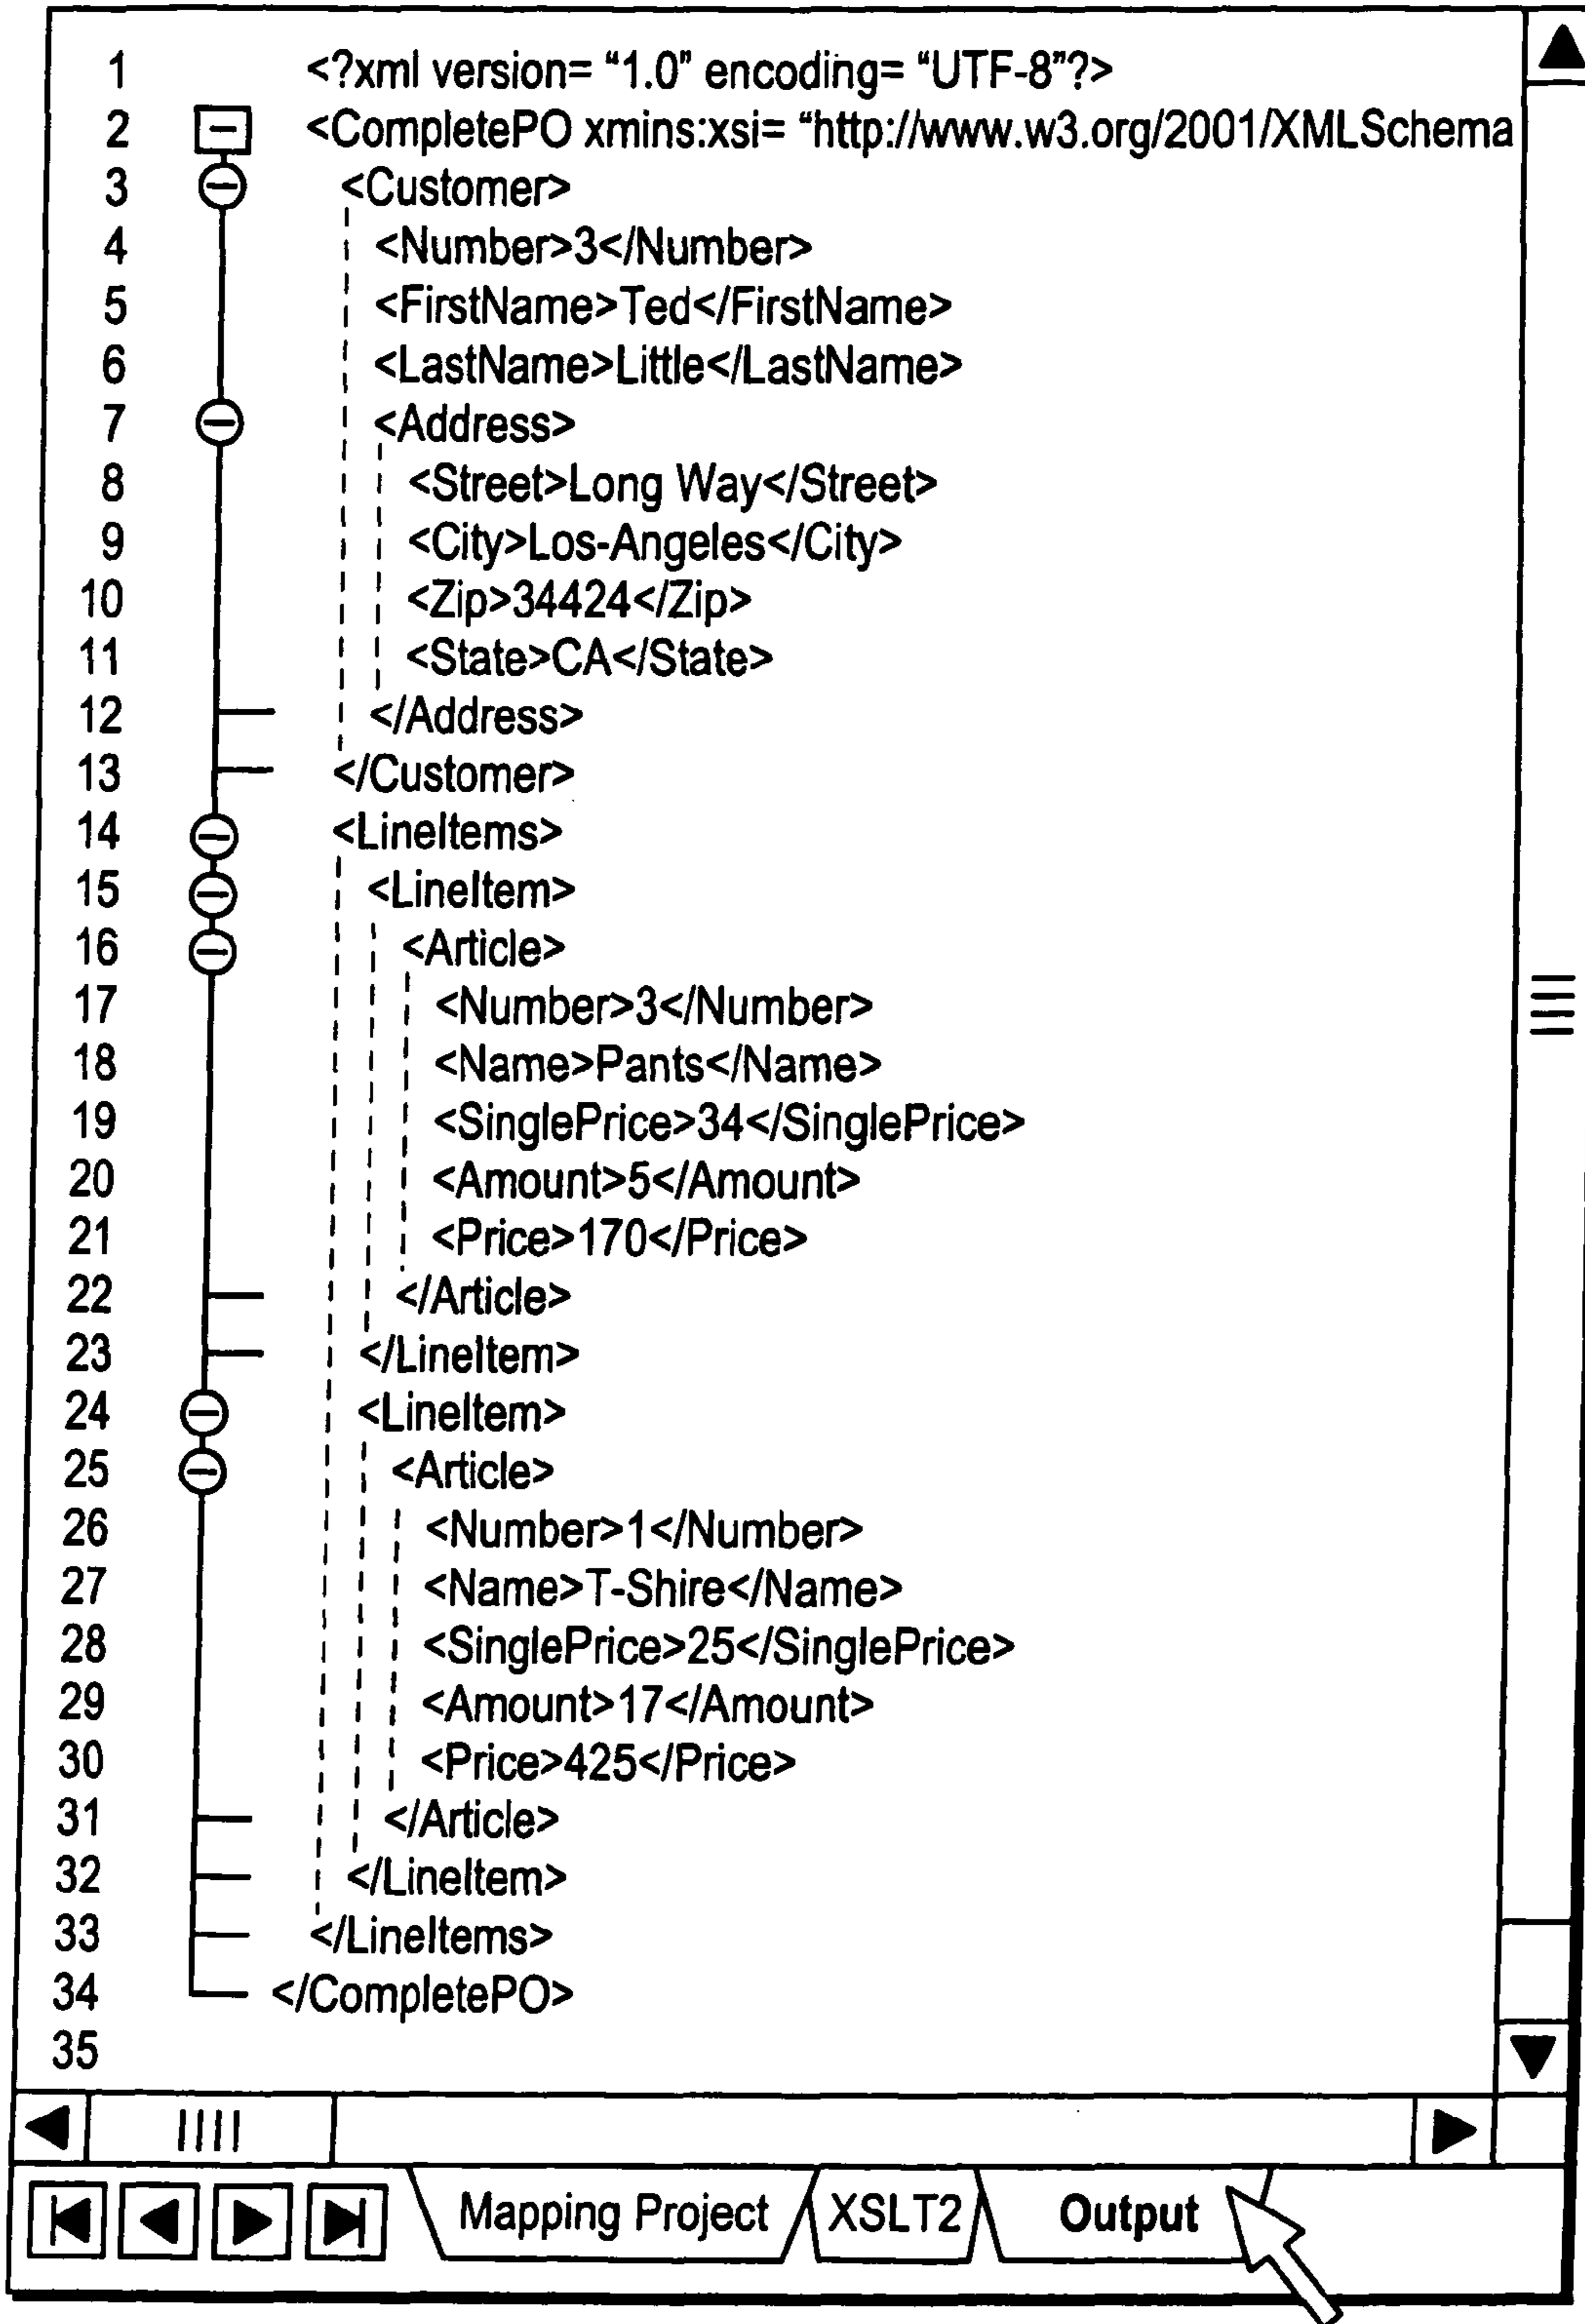 1 <?xml version= “1.0” encoding= “UTF-8”?>
2 <CompletePO xmins:xsi= “http://www.w3.org/2001/XMLSchema
3 <Customer>
4 <Number>3</Number>
5 <FirstName>Ted</FirstName>
6 <LastName>Little</LastName>
7 <Address>
8 <Street>Long Way</Street>
9 <City>Los-Angeles</City>
10 <Zip>34424</Zip>
11 <State>CA</State>
12 </Address>
13 </Customer>
14 <LineItems>
15 <LineItem>
16 <Article>
17 <Number>3</Number>
18 <Name>Pants</Name>
19 <SinglePrice>34</SinglePrice>
20 <Amount>5</Amount>
21 <Price>170</Price>
22 </Article>
23 </LineItem>
24 <LineItem>
25 <Article>
26 <Number>1</Number>
27 <Name>T-Shire</Name>
28 <SinglePrice>25</SinglePrice>
29 <Amount>17</Amount>
30 <Price>425</Price>
31 </Article>
32 </LineItem>
33 </LineItems>
34 </CompletePO>
35
Mapping Project XSLT2 Output